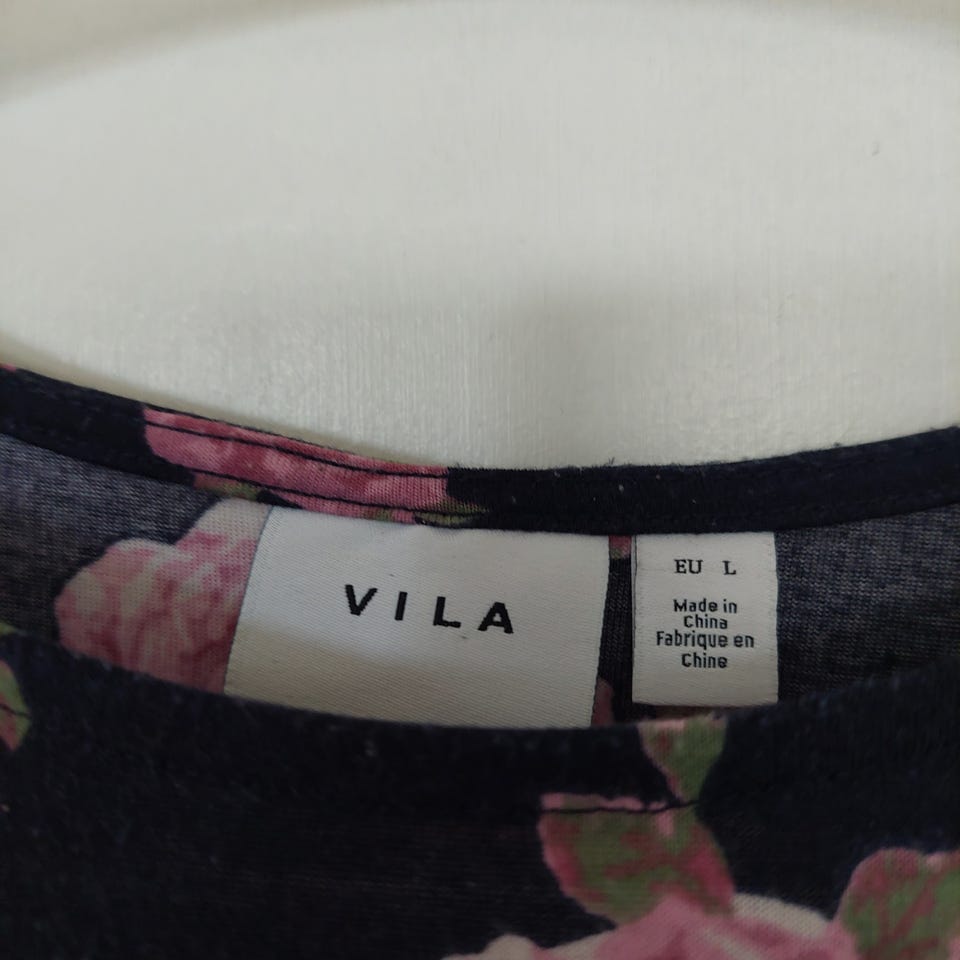 VILA
EU L
Made in
China
Fabrique en
Chine